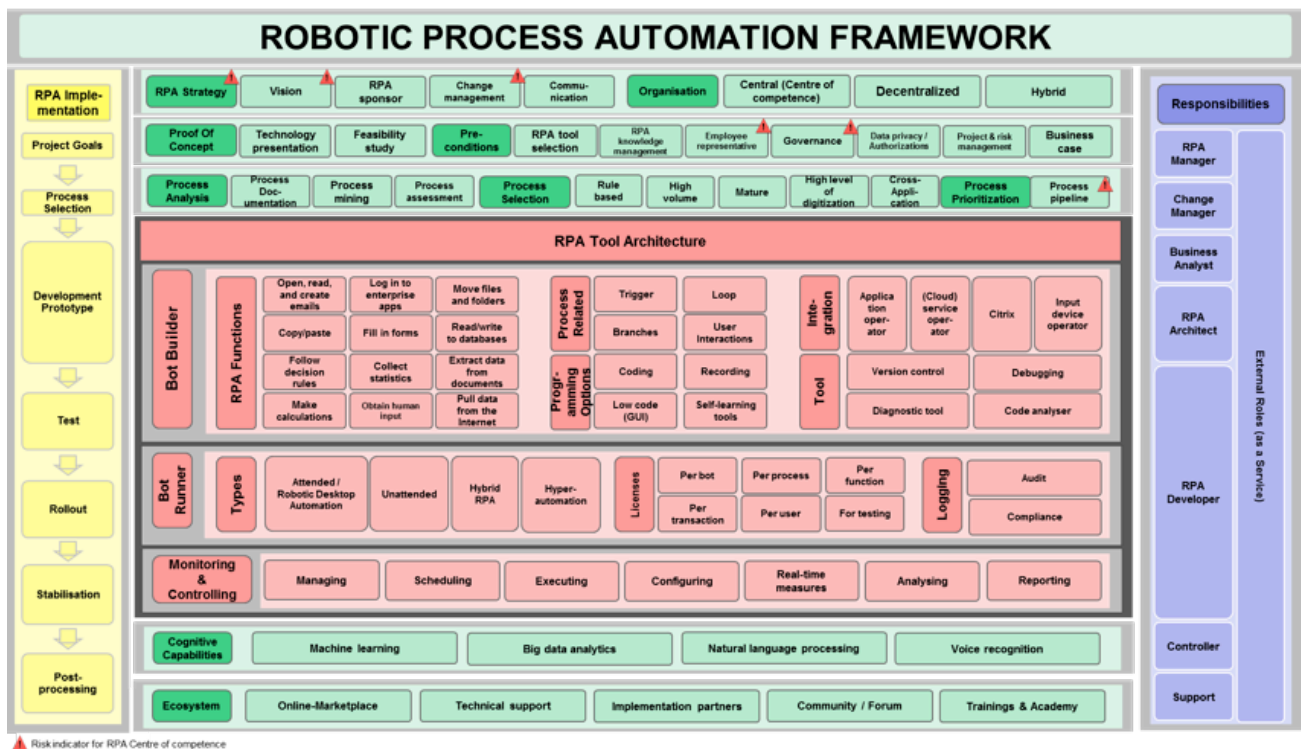 ROBOTIC PROCESS AUTOMATION FRAMEWORK
RPA Imple-
mentation
Project Goals
Process
Selection
Development
Prototype
Test
Rollout
Stabilisation
Post-
processing
RPA Strategy
Vision
RPA
sponsor
Change
management
Commu-
nication
Organisation
Central (Centre of
competence)
Decentralized
Hybrid
Proof Of
Concept
Technology
presentation
Feasibility
study
Pre-
conditions
RPA tool
selection
RPA
knowledge
management
Employee
representative
Governance
Data privacy /
Authorizations
Project & risk
management
Business
case
Process
Analysis
Process
Doc-
umentation
Process
mining
Process
assessment
Process
Selection
Rule
based
High
volume
Mature
High level
of
digitization
Cross-
Appli-
cation
Process
Prioritization
Process
pipeline
RPA Tool Architecture
Bot Builder
RPA Functions
Open, read,
and create
emails
Log in to
enterprise
apps
Move files
and folders
Copy/paste
Fill in forms
Read/write
to databases
Follow
decision
rules
Collect
statistics
Extract data
from
documents
Make
calculations
Obtain human
input
Pull data
from the
Internet
Process
Related
Trigger
Loop
Branches
User
Interactions
Progr-
amming
Options
Coding
Recording
Low code
(GUI)
Self-learning
tools
Inte-
gration
Applica
tion
oper-
ator
(Cloud)
service
oper-
ator
Citrix
Input
device
operator
Tool
Version control
Debugging
Diagnostic tool
Code analyser
Bot
Runner
Types
Attended /
Robotic Desktop
Automation
Unattended
Hybrid
RPA
Hyper-
automation
Licenses
Per bot
Per process
Per
function
Per
transaction
Per user
For testing
Logging
Audit
Compliance
Monitoring
&
Controlling
Managing
Scheduling
Executing
Configuring
Real-time
measures
Analysing
Reporting
Cognitive
Capabilities
Machine learning
Big data analytics
Natural language processing
Voice recognition
Ecosystem
Online-Marketplace
Technical support
Implementation partners
Community / Forum
Trainings & Academy
Responsibilities
RPA
Manager
Change
Manager
Business
Analyst
RPA
Architect
RPA
Developer
Controller
Support
External Roles (as a Service)
Risk indicator for RPA Centre of competence